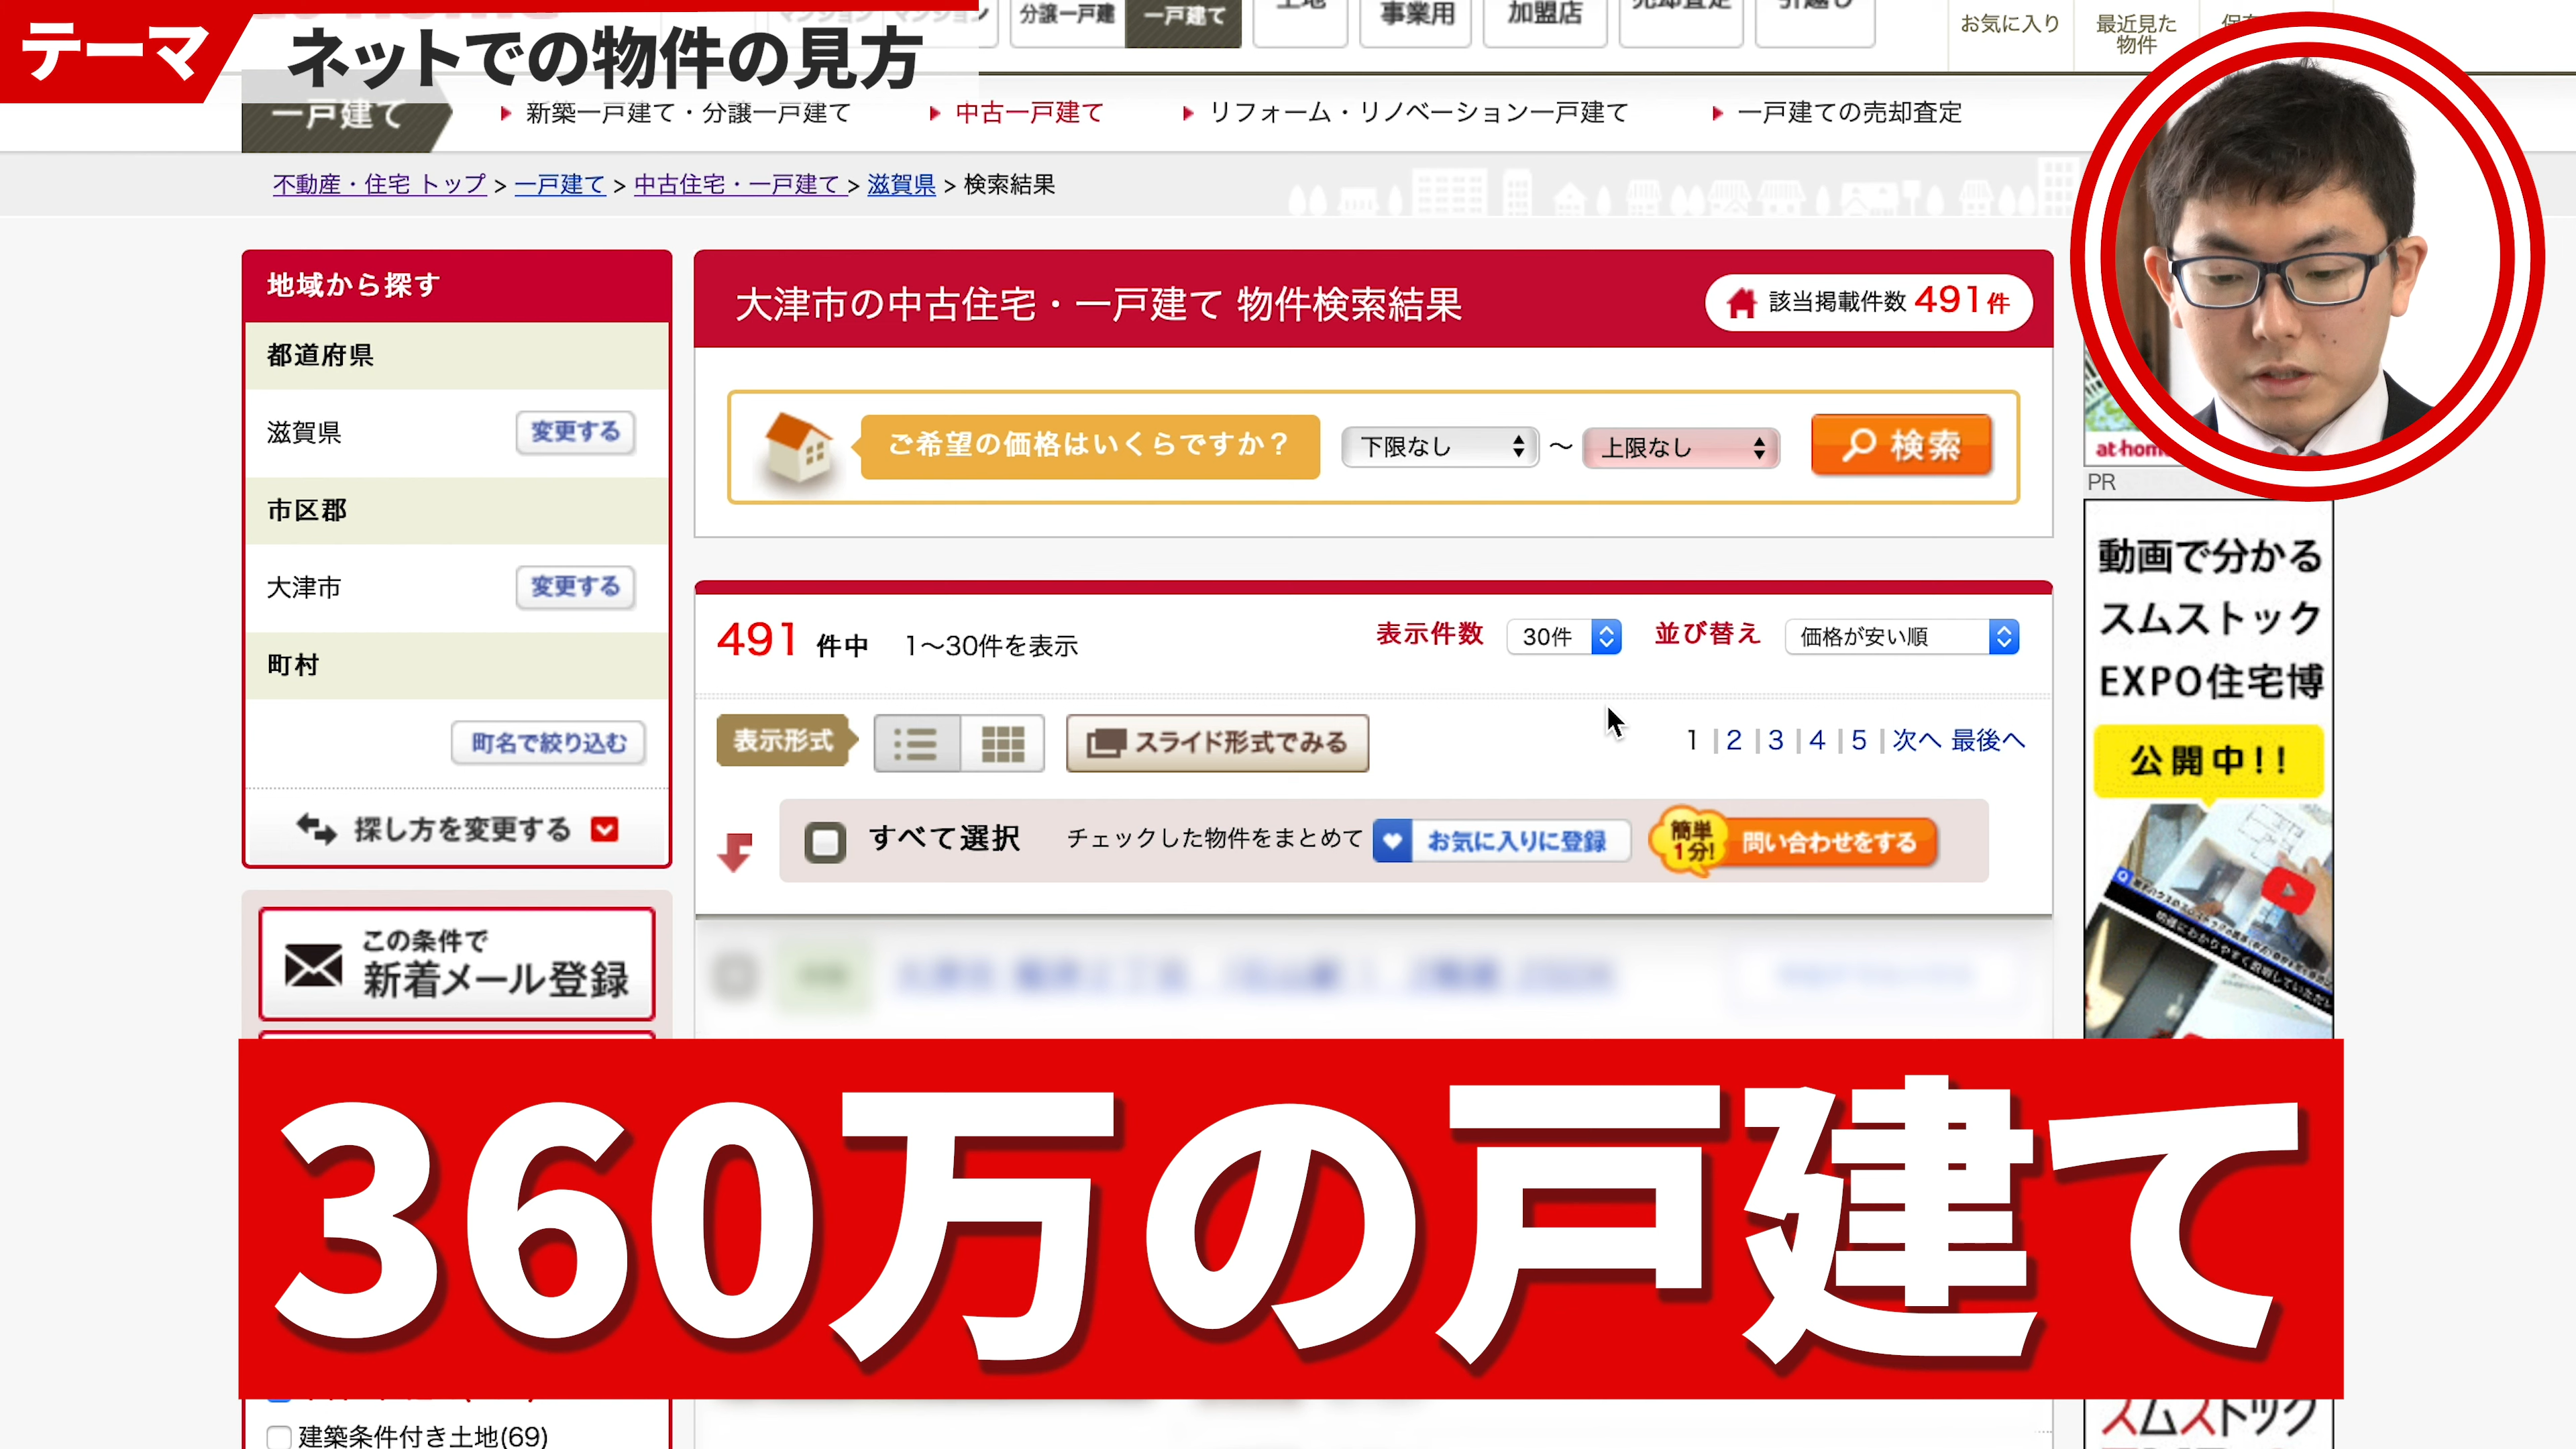 テーマ
ネットでの物件の見方
分譲一戸建
一戸建て
事業用
加盟店
お気に入り
最近見た
物件
一戸建て
新築一戸建て・分譲一戸建て
中古一戸建て
リフォーム・リノベーション一戸建て
一戸建ての売却査定
不動産・住宅 トップ > 一戸建て > 中古住宅・一戸建て > 滋賀県 > 検索結果
地域から探す
都道府県
滋賀県
変更する
市区郡
大津市
変更する
町村
町名で絞り込む
探し方を変更する
この条件で
新着メール登録
大津市の中古住宅・一戸建て 物件検索結果
該当掲載件数 491件
ご希望の価格はいくらですか？
下限なし
～
上限なし
検索
491 件中 1～30件を表示
表示件数
30件
並び替え
価格が安い順
表示形式
スライド形式でみる
1 | 2 | 3 | 4 | 5 | 次へ 最後へ
すべて選択
チェックした物件をまとめて
お気に入りに登録
簡単
1分!
問い合わせをする
PR
動画で分かる
スムストック
EXPO住宅博
公開中!!
360万の戸建て
建築条件付き土地(69)
スムストック